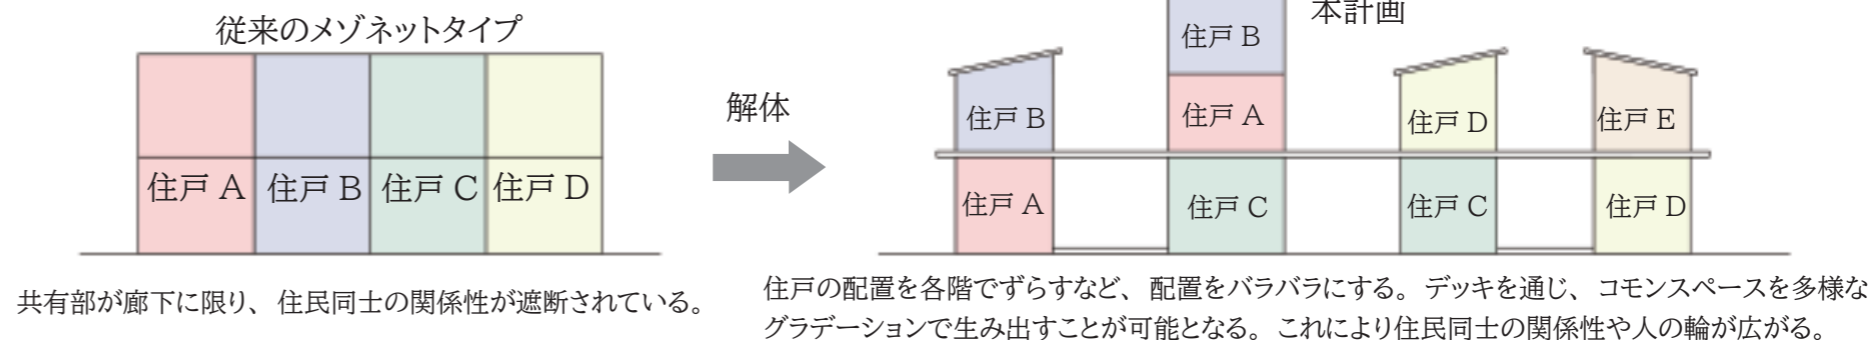 従来のメゾネットタイプ
住戸 A
住戸 B
住戸 C
住戸 D
共有部が廊下に限り、住民同士の関係性が遮断されている。
解体
本計画
住戸 B
住戸 B
住戸 A
住戸 D
住戸 E
住戸 A
住戸 C
住戸 C
住戸 D
住戸の配置を各階でずらすなど、配置をバラバラにする。デッキを通じ、コモンスペースを多様な
グラデーションで生み出すことが可能となる。これにより住民同士の関係性や人の輪が広がる。